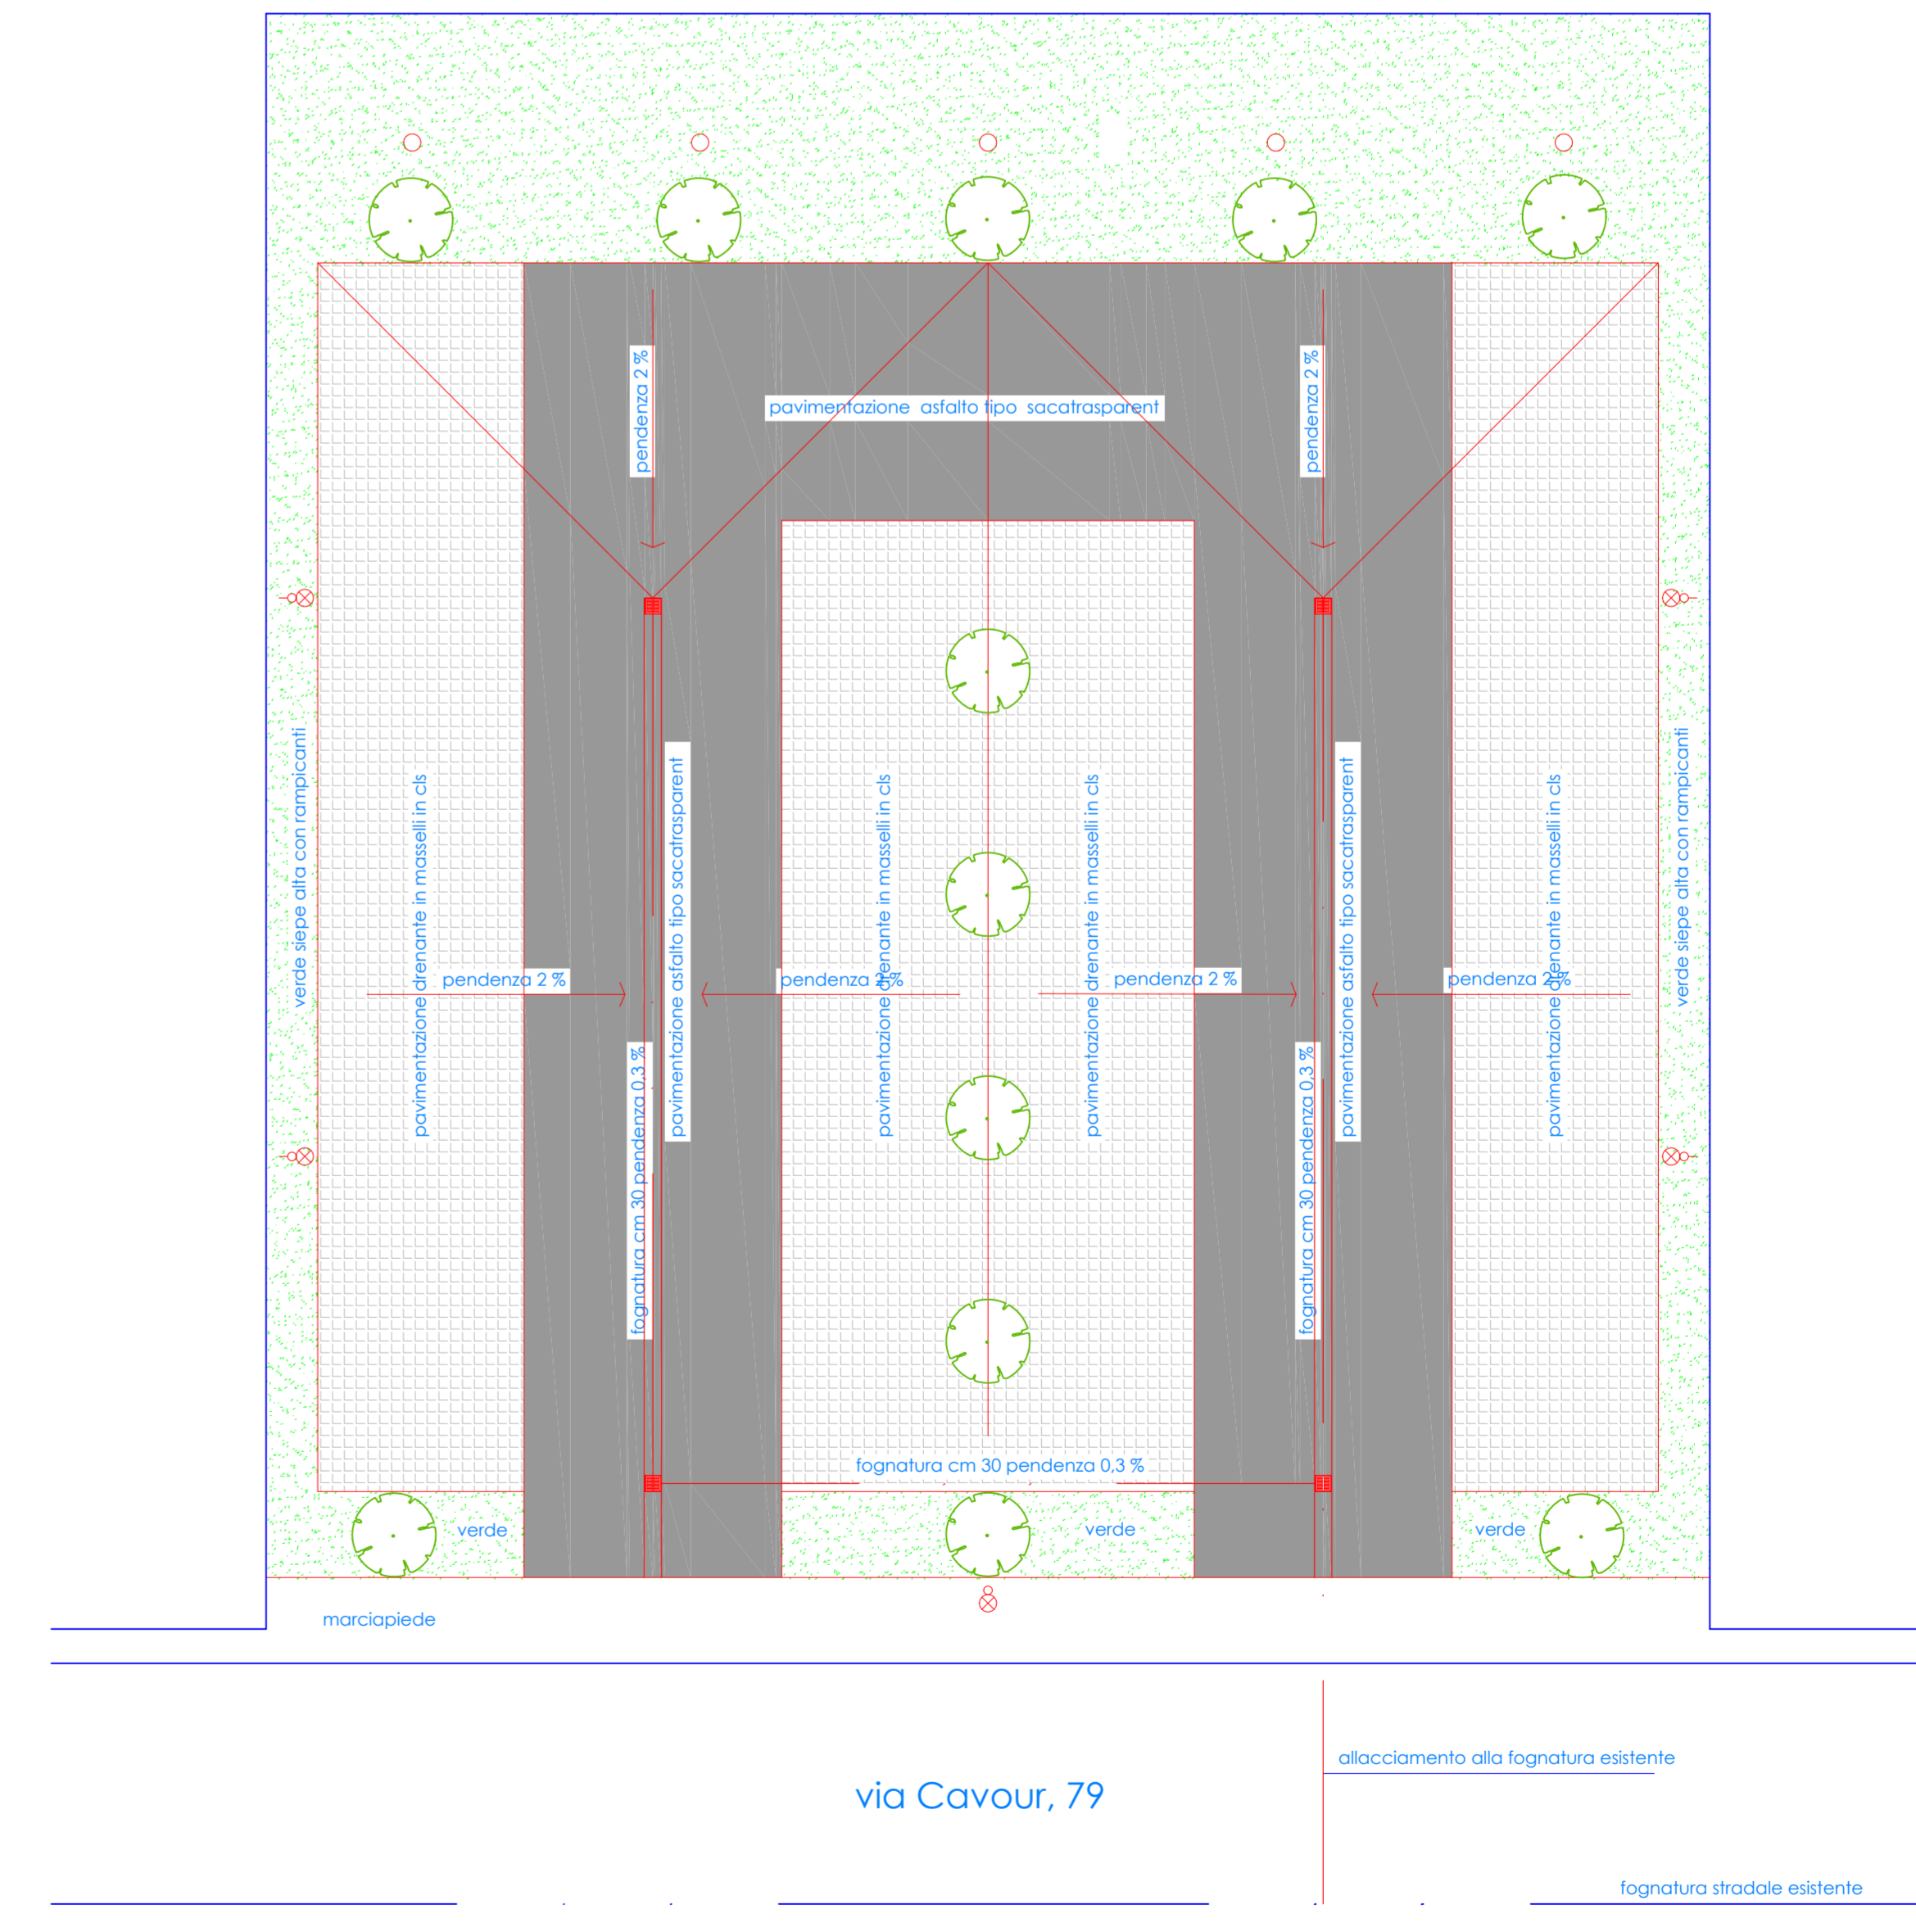 pendenza 2 %
pendenza 2 %
pavimentazione asfalto tipo sacatrasparent
verde siepe alta con rampicanti
pavimentazione drenante in masselli in cls
pavimentazione asfalto tipo sacatrasparent
pavimentazione drenante in masselli in cls
pavimentazione drenante in masselli in cls
pavimentazione asfalto tipo sacatrasparent
pavimentazione drenante in masselli in cls
verde siepe alta con rampicanti
pendenza 2 %
pendenza 2 %
pendenza 2 %
pendenza 2 %
fognatura cm 30 pendenza 0,3 %
fognatura cm 30 pendenza 0,3 %
fognatura cm 30 pendenza 0,3 %
verde
verde
verde
marciapiede
allacciamento alla fognatura esistente
via Cavour, 79
fognatura stradale esistente